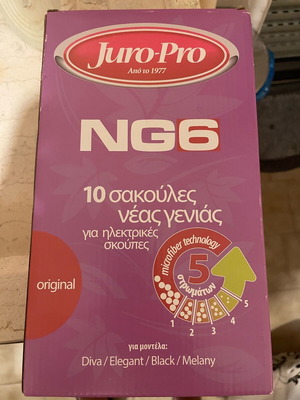 Juro·Pro
Από το 1977
NG6
10 σακούλες
νέας γενιάς
για ηλεκτρικές
σκούπες
original
microfiber technology
5
στρωμάτων
1 2 3 4 5
για μοντέλα:
Diva / Elegant / Black / Melany